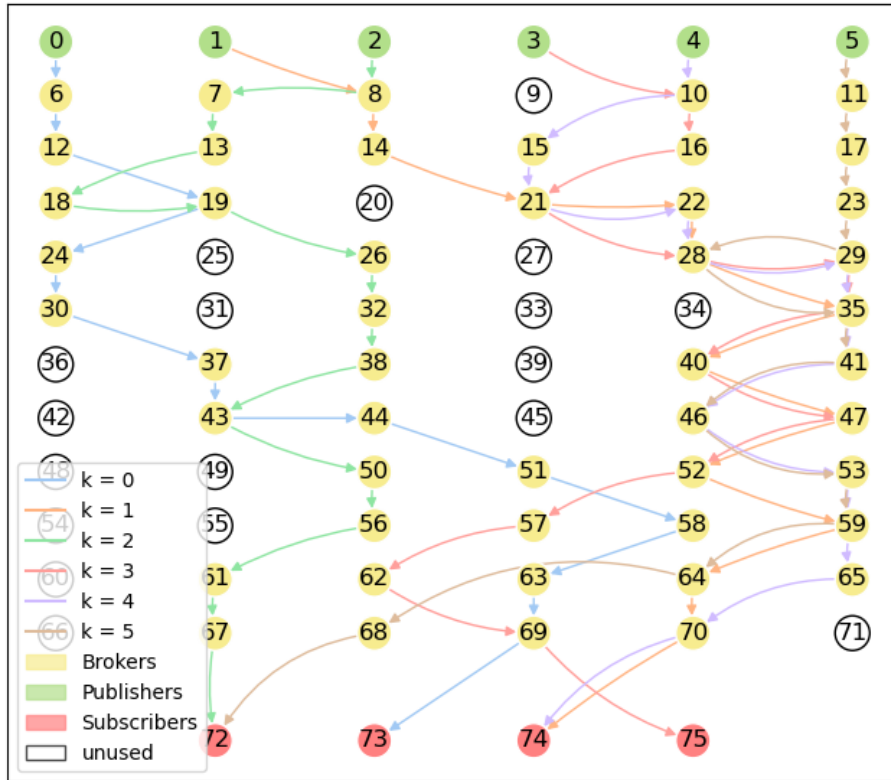 0 1 2 3 4 5
6 7 8 9 10 11
12 13 14 15 16 17
18 19 20 21 22 23
24 25 26 27 28 29
30 31 32 33 34 35
36 37 38 39 40 41
42 43 44 45 46 47
48 49 50 51 52 53
54 55 56 57 58 59
60 61 62 63 64 65
66 67 68 69 70 71
72 73 74 75
k = 0
k = 1
k = 2
k = 3
k = 4
k = 5
Brokers
Publishers
Subscribers
unused